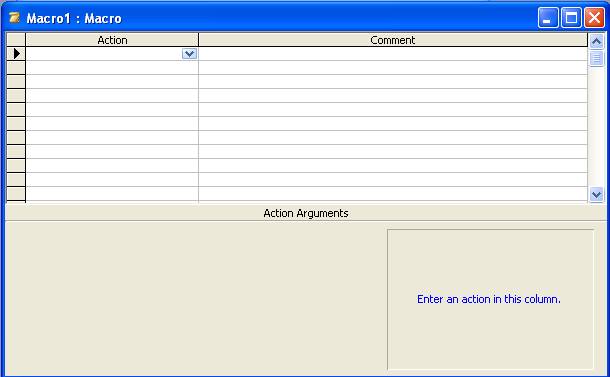 Macro1 : Macro
Action Comment
Action Arguments
Enter an action in this column.